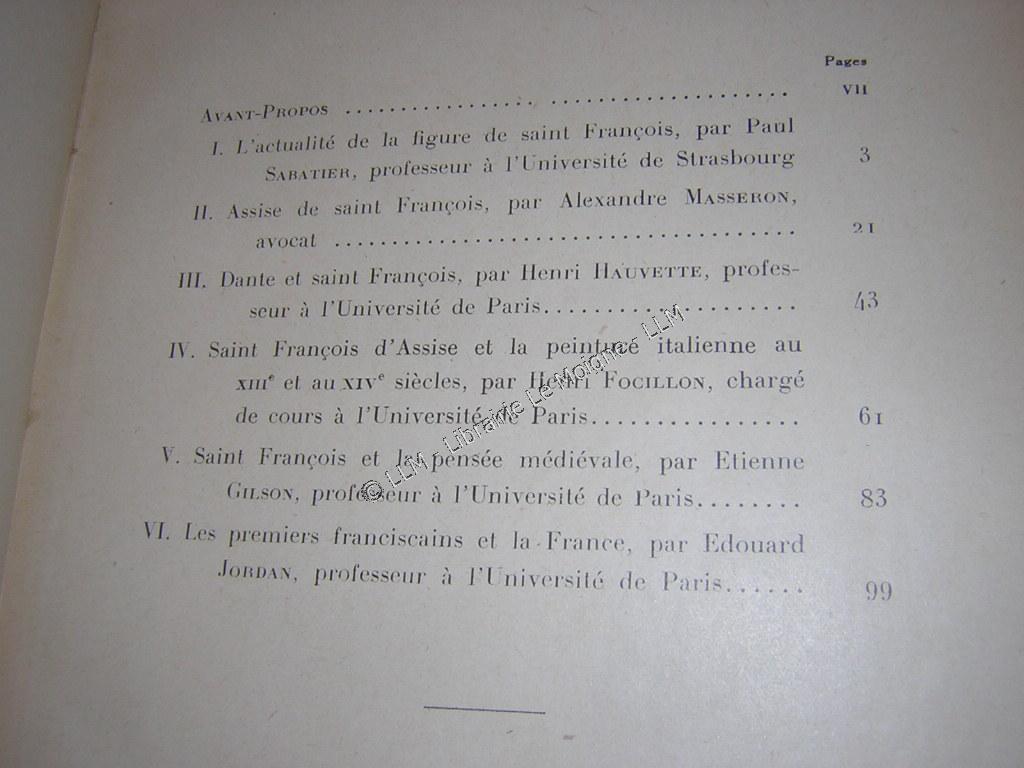 Pages
AVANT-PROPOS ................. ...................... VII
I. L'actualité de la figure de saint François, par Paul
SABATIER, professeur à l'Université de Strasbourg 3
II. Assise de saint François, par Alexandre MASSERON,
avocat ..................................... 21
III. Dante et saint François, par Henri HAUVETTE, profes-
seur à l'Université de Paris.................... 43
IV. Saint François d'Assise et la peinture italienne au
XIIIe et au XIVe siècles, par Henri FOCILLON, chargé
de cours à l'Université de Paris................ 61
V. Saint François et la pensée médiévale, par Etienne
GILSON, professeur à l'Université de Paris........ 83
VI. Les premiers franciscains et la France, par Edouard
JORDAN, professeur à l'Université de Paris...... 99
© LLM - Librairie Le Moigne - LLM